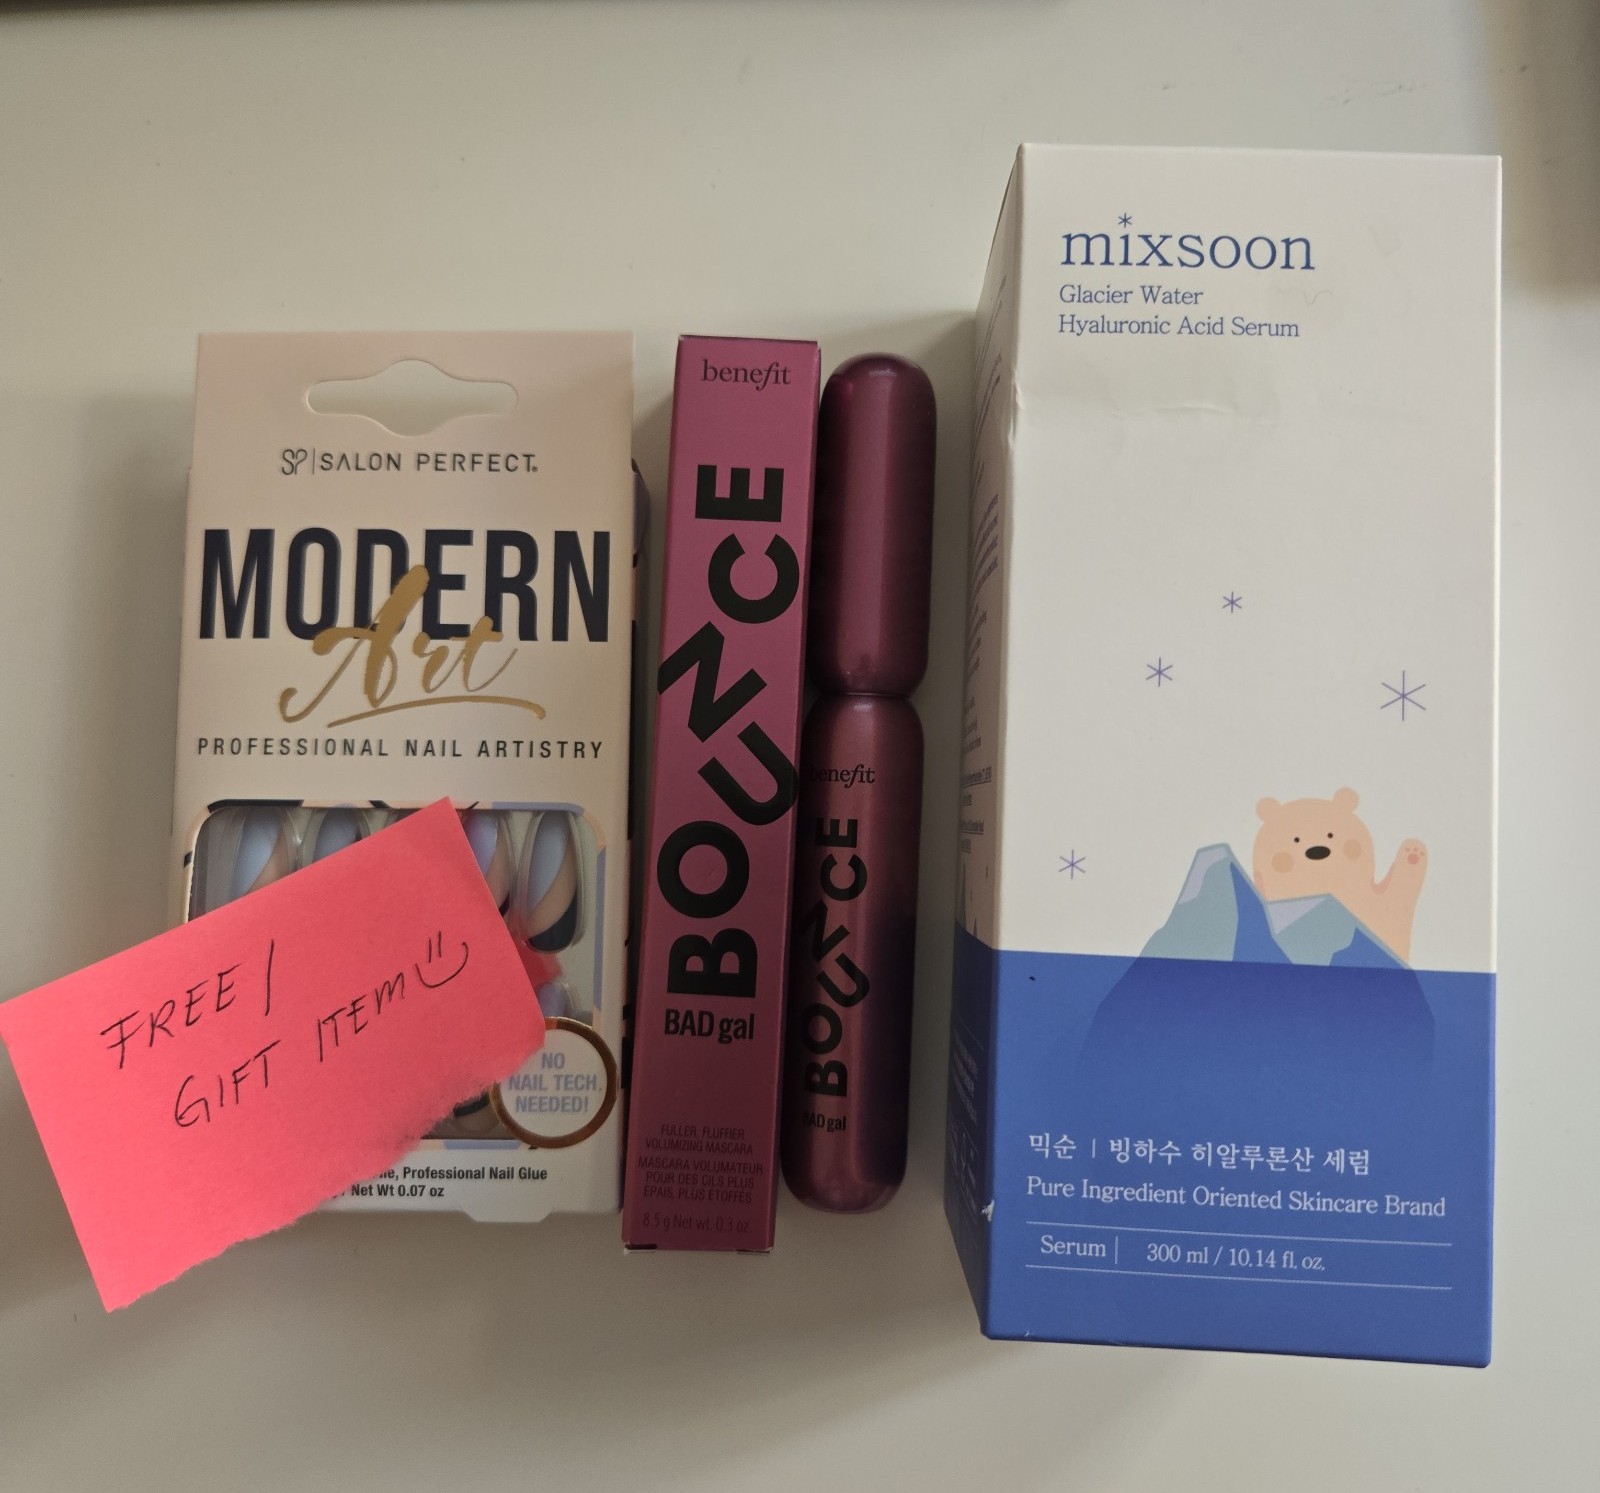 SP | SALON PERFECT.
MODERN
Art
PROFESSIONAL NAIL ARTISTRY
FREE /
GIFT ITEM
NO
NAIL TECH.
NEEDED!
Professional Nail Glue
Net Wt 0.07 oz
benefit
BOUNCE
BADgal
FULLER, FLUFFIER
VOLUMIZING MASCARA
MASCARA VOLUMATEUR
POUR DES CILS PLUS
ÉPAIS, PLUS ÉTOFFÉS
8.5 g Net wt. 0.3 oz.
benefit
BOUNCE
BADgal
mixsoon
Glacier Water
Hyaluronic Acid Serum
믹순 | 빙하수 히알루론산 세럼
Pure Ingredient Oriented Skincare Brand
Serum | 300 ml / 10.14 fl. oz.